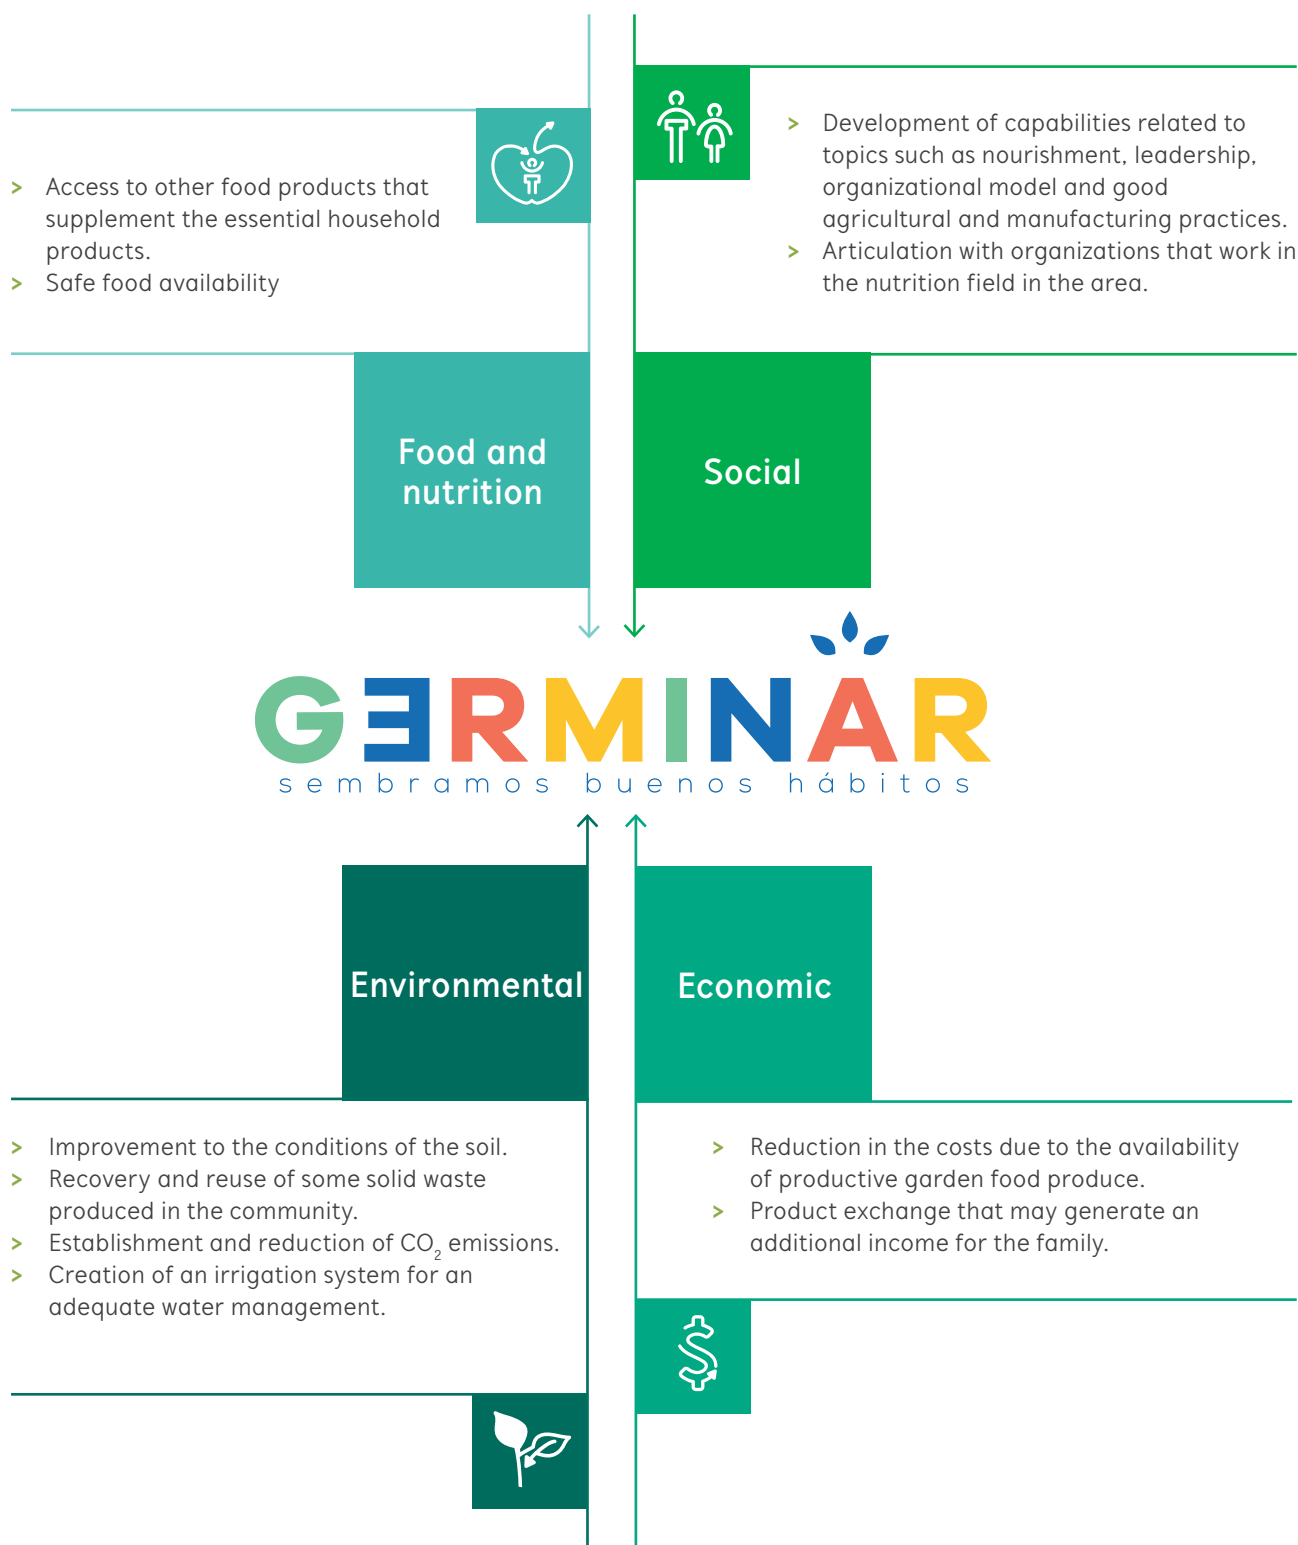 > Access to other food products that
supplement the essential household
products.
> Safe food availability
> Development of capabilities related to
topics such as nourishment, leadership,
organizational model and good
agricultural and manufacturing practices.
> Articulation with organizations that work in
the nutrition field in the area.
Food and
nutrition
Social
GERMINAR
sembramos buenos hábitos
Environmental
Economic
> Improvement to the conditions of the soil.
> Recovery and reuse of some solid waste
produced in the community.
> Establishment and reduction of CO₂ emissions.
> Creation of an irrigation system for an
adequate water management.
> Reduction in the costs due to the availability
of productive garden food produce.
> Product exchange that may generate an
additional income for the family.